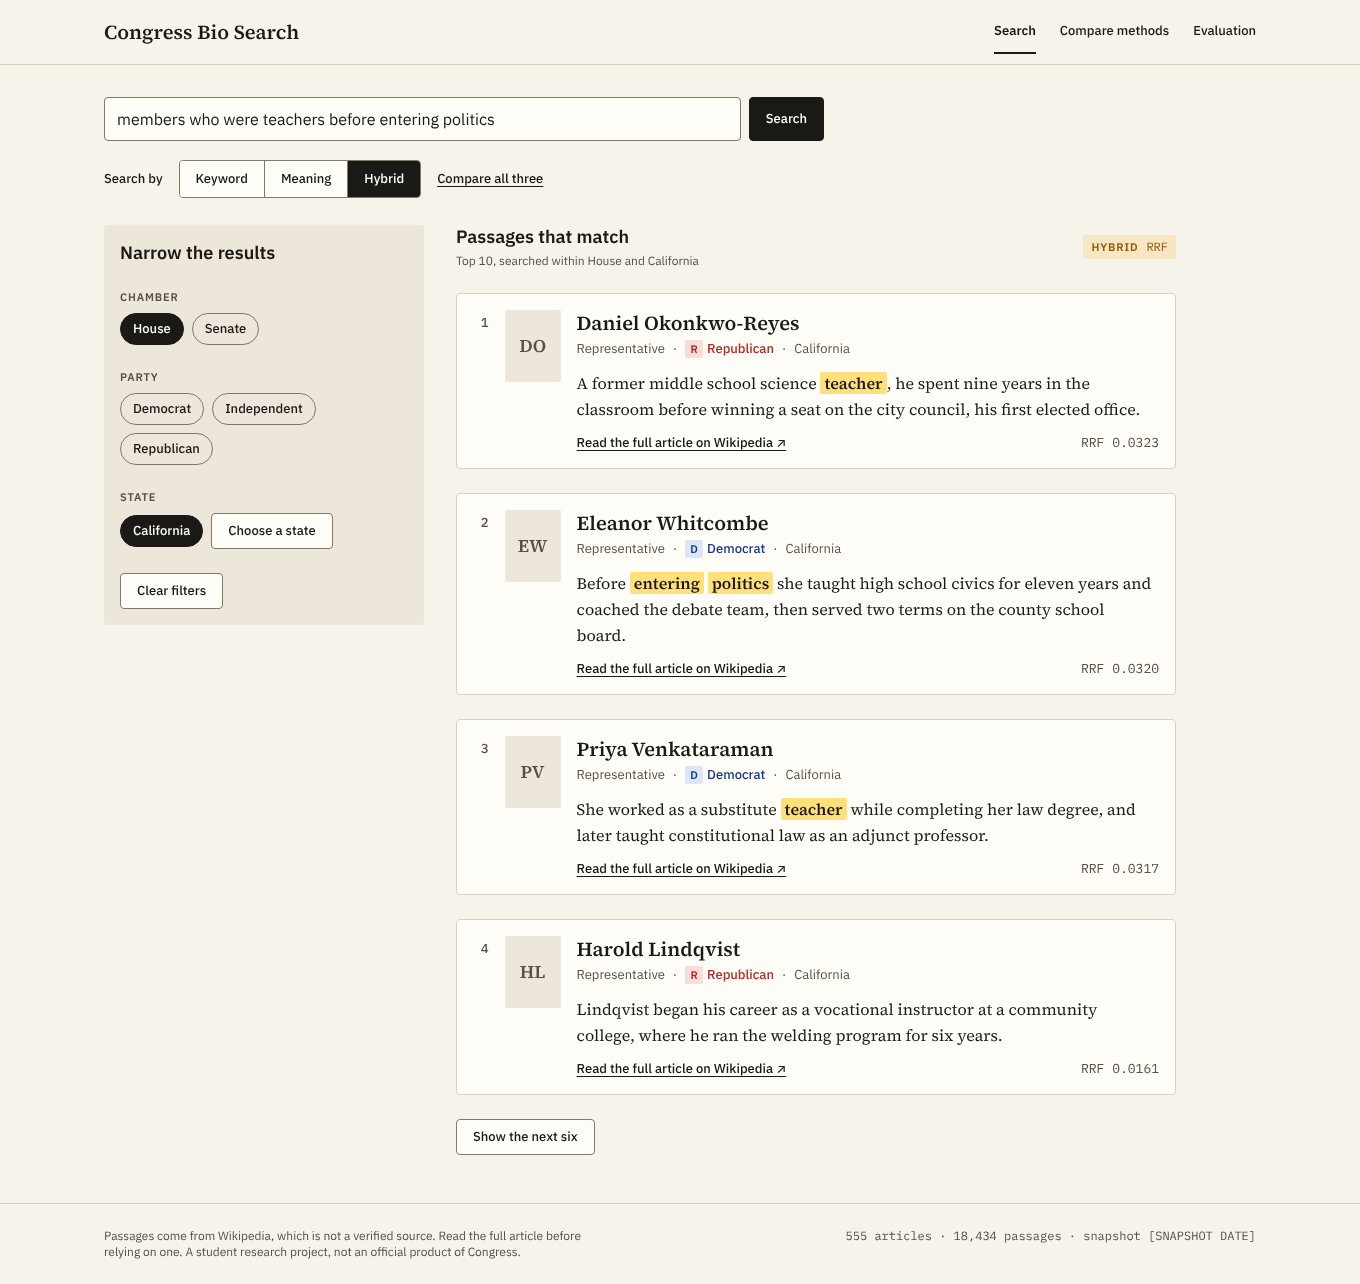 Congress Bio Search
Search Compare methods Evaluation
members who were teachers before entering politics
Search
Search by Keyword Meaning Hybrid Compare all three
Narrow the results
CHAMBER
House Senate
PARTY
Democrat Independent
Republican
STATE
California Choose a state
Clear filters
Passages that match
Top 10, searched within House and California
HYBRID RRF
1
DO
Daniel Okonkwo-Reyes
Representative · R Republican · California
A former middle school science teacher, he spent nine years in the
classroom before winning a seat on the city council, his first elected office.
Read the full article on Wikipedia ↗ RRF 0.0323
2
EW
Eleanor Whitcombe
Representative · D Democrat · California
Before entering politics she taught high school civics for eleven years and
coached the debate team, then served two terms on the county school
board.
Read the full article on Wikipedia ↗ RRF 0.0320
3
PV
Priya Venkataraman
Representative · D Democrat · California
She worked as a substitute teacher while completing her law degree, and
later taught constitutional law as an adjunct professor.
Read the full article on Wikipedia ↗ RRF 0.0317
4
HL
Harold Lindqvist
Representative · R Republican · California
Lindqvist began his career as a vocational instructor at a community
college, where he ran the welding program for six years.
Read the full article on Wikipedia ↗ RRF 0.0161
Show the next six
Passages come from Wikipedia, which is not a verified source. Read the full article before
relying on one. A student research project, not an official product of Congress.
555 articles · 18,434 passages · snapshot [SNAPSHOT DATE]